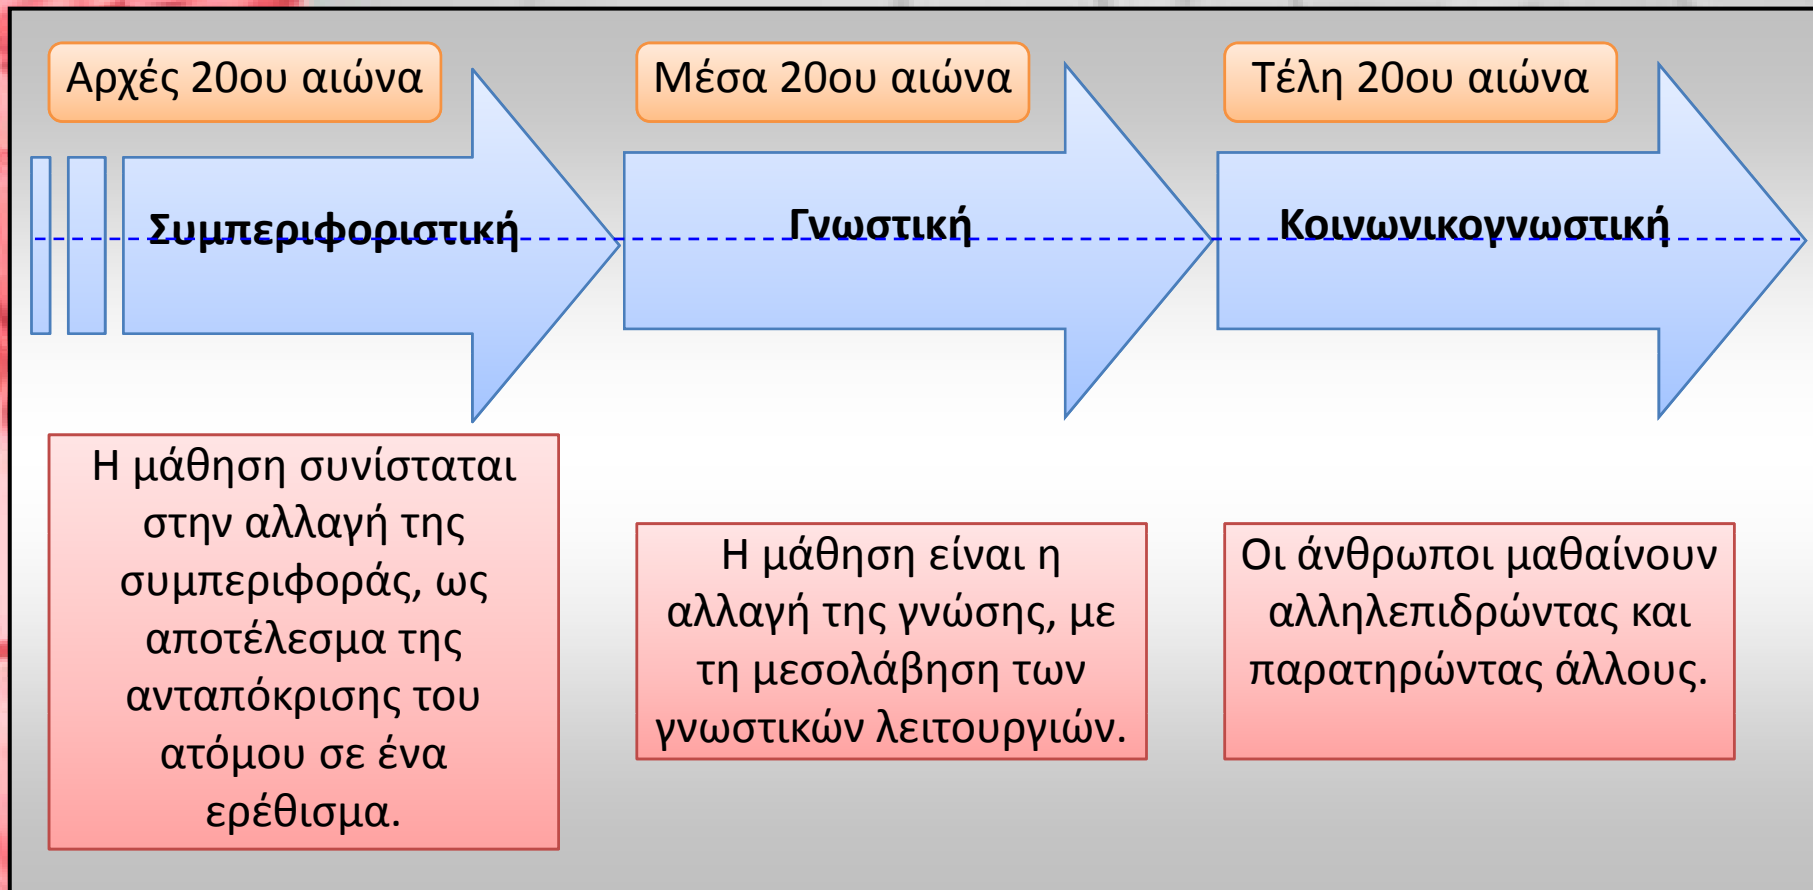 Αρχές 20ου αιώνα
Μέσα 20ου αιώνα
Τέλη 20ου αιώνα
Συμπεριφοριστική
Γνωστική
Κοινωνικογνωστική
Η μάθηση συνίσταται
στην αλλαγή της
συμπεριφοράς, ως
αποτέλεσμα της
ανταπόκρισης του
ατόμου σε ένα
ερέθισμα.
Η μάθηση είναι η
αλλαγή της γνώσης, με
τη μεσολάβηση των
γνωστικών λειτουργιών.
Οι άνθρωποι μαθαίνουν
αλληλεπιδρώντας και
παρατηρώντας άλλους.